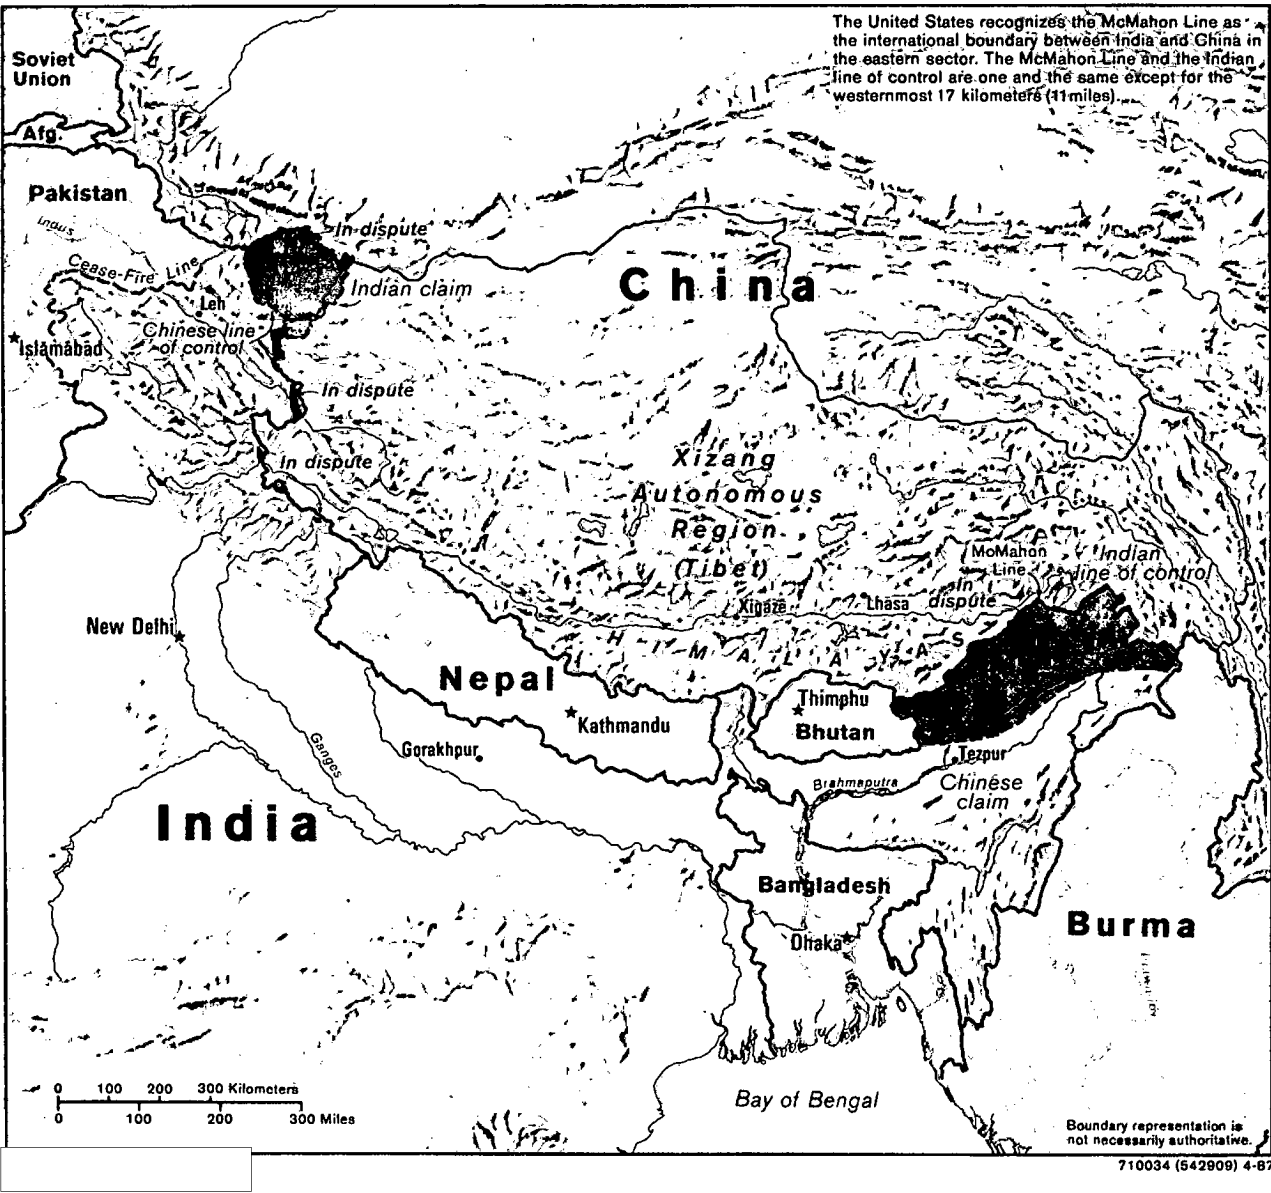 The United States recognizes the McMahon Line as
the international boundary between India and China in
the eastern sector. The McMahon Line and the Indian
line of control are one and the same except for the
westernmost 17 kilometers (11 miles).
Soviet
Union
Afg.
Pakistan
Indus
In dispute
Cease-Fire Line
Indian claim
China
Leh
Chinese line
of control
Islāmābād
In dispute
In dispute
Xizang
Autonomous
Region
(Tibet)
MoMahon
Line
Indian
line of control
In
dispute
Xigazê
Lhasa
HIMALAYAS
New Delhi
Nepal
Kathmandu
Thimphu
Bhutan
Gorakhpur
Ganges
Tezpur
Brahmaputra
Chinese
claim
India
Bangladesh
Dhaka
Burma
0 100 200 300 Kilometers
0 100 200 300 Miles
Bay of Bengal
Boundary representation is
not necessarily authoritative.
710034 (542909) 4-87